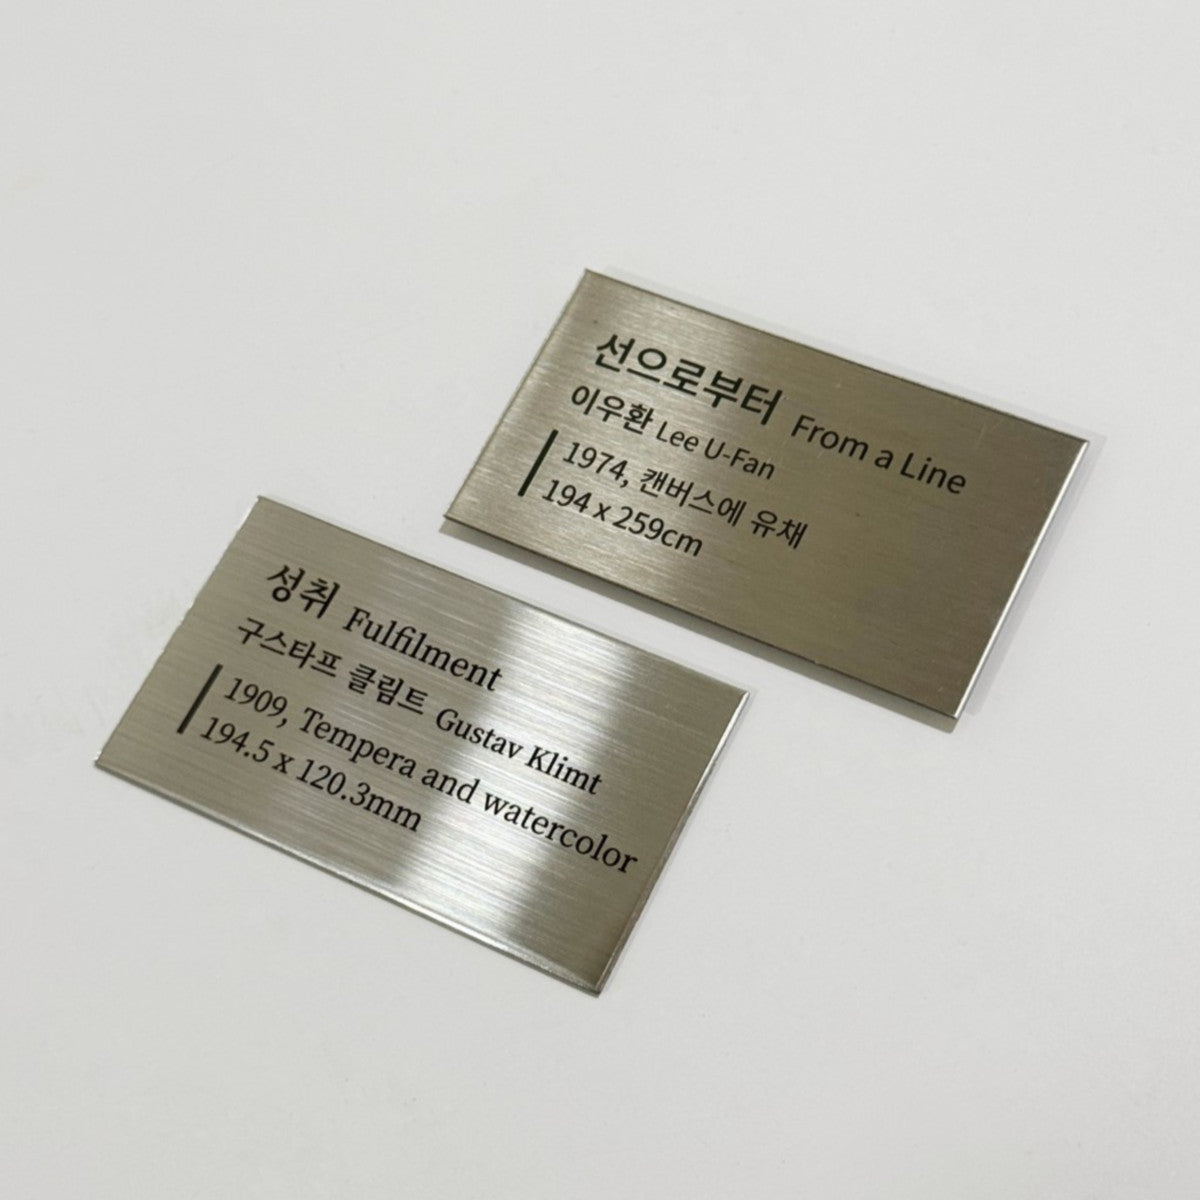 선으로부터 From a Line
이우환 Lee U-Fan
1974, 캔버스에 유채
194 x 259cm
성취 Fulfilment
구스타프 클림트 Gustav Klimt
1909, Tempera and watercolor
194.5 x 120.3mm